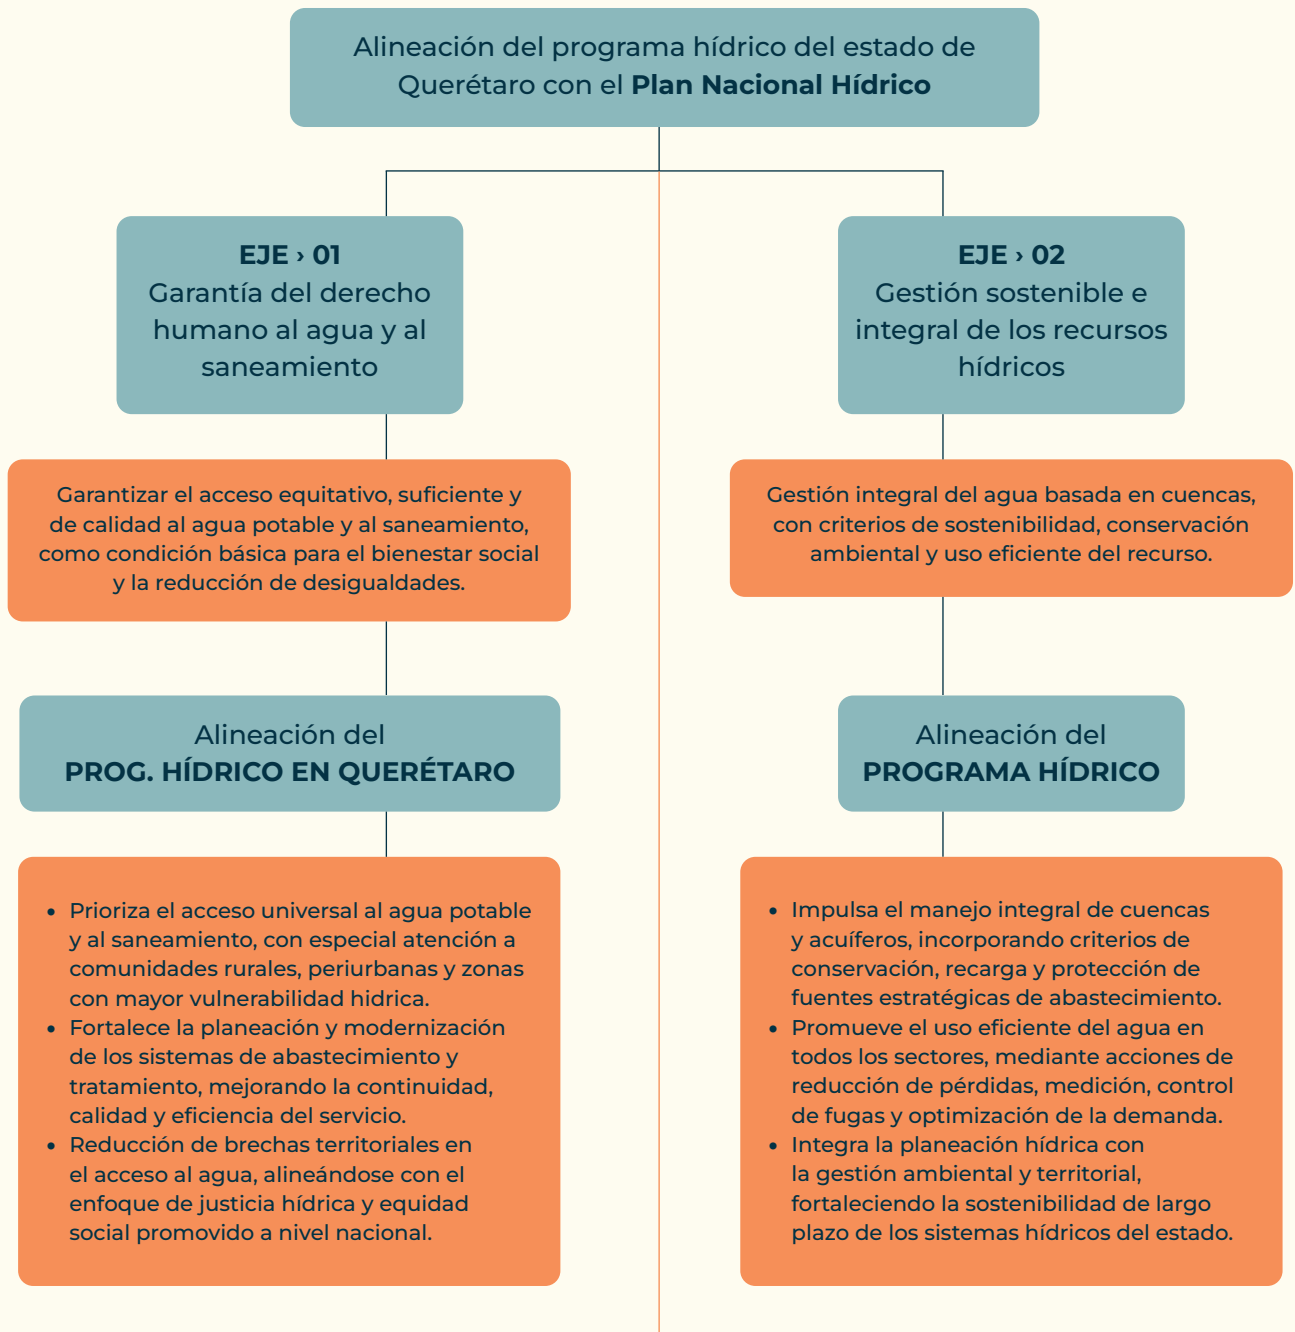 Alineación del programa hídrico del estado de
Querétaro con el Plan Nacional Hídrico
EJE › 01
Garantía del derecho
humano al agua y al
saneamiento
Garantizar el acceso equitativo, suficiente y
de calidad al agua potable y al saneamiento,
como condición básica para el bienestar social
y la reducción de desigualdades.
Alineación del
PROG. HÍDRICO EN QUERÉTARO
• Prioriza el acceso universal al agua potable
y al saneamiento, con especial atención a
comunidades rurales, periurbanas y zonas
con mayor vulnerabilidad hidrica.
• Fortalece la planeación y modernización
de los sistemas de abastecimiento y
tratamiento, mejorando la continuidad,
calidad y eficiencia del servicio.
• Reducción de brechas territoriales en
el acceso al agua, alineándose con el
enfoque de justicia hídrica y equidad
social promovido a nivel nacional.
EJE › 02
Gestión sostenible e
integral de los recursos
hídricos
Gestión integral del agua basada en cuencas,
con criterios de sostenibilidad, conservación
ambiental y uso eficiente del recurso.
Alineación del
PROGRAMA HÍDRICO
• Impulsa el manejo integral de cuencas
y acuíferos, incorporando criterios de
conservación, recarga y protección de
fuentes estratégicas de abastecimiento.
• Promueve el uso eficiente del agua en
todos los sectores, mediante acciones de
reducción de pérdidas, medición, control
de fugas y optimización de la demanda.
• Integra la planeación hídrica con
la gestión ambiental y territorial,
fortaleciendo la sostenibilidad de largo
plazo de los sistemas hídricos del estado.